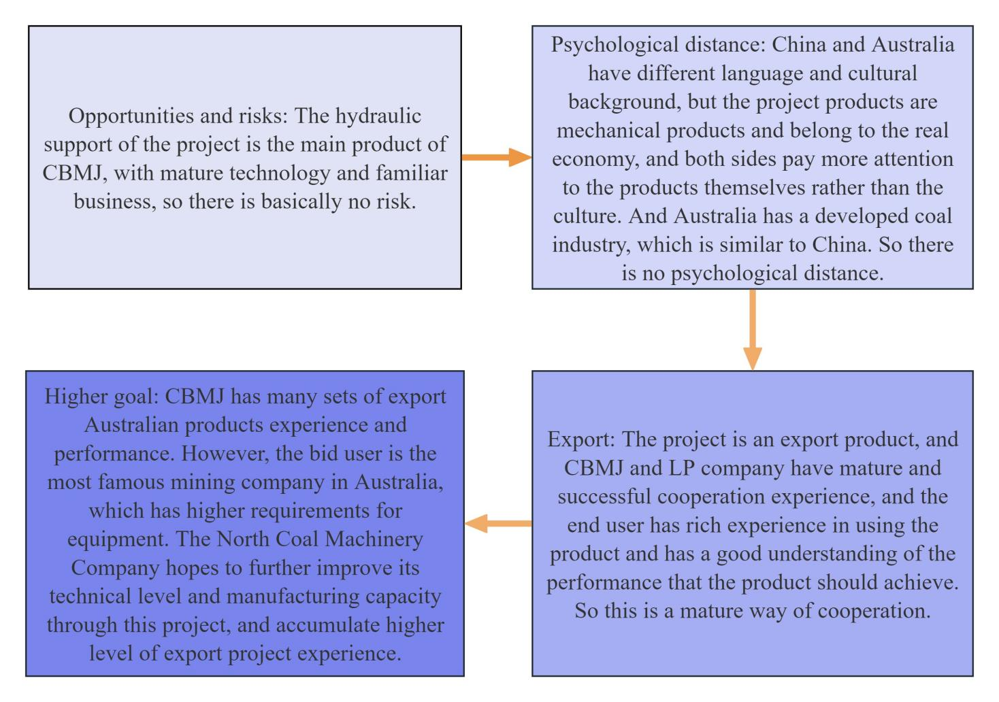 Opportunities and risks: The hydraulic
support of the project is the main product of
CBMJ, with mature technology and familiar
business, so there is basically no risk.
Psychological distance: China and Australia
have different language and cultural
background, but the project products are
mechanical products and belong to the real
economy, and both sides pay more attention
to the products themselves rather than the
culture. And Australia has a developed coal
industry, which is similar to China. So there
is no psychological distance.
Export: The project is an export product, and
CBMJ and LP company have mature and
successful cooperation experience, and the
end user has rich experience in using the
product and has a good understanding of the
performance that the product should achieve.
So this is a mature way of cooperation.
Higher goal: CBMJ has many sets of export
Australian products experience and
performance. However, the bid user is the
most famous mining company in Australia,
which has higher requirements for
equipment. The North Coal Machinery
Company hopes to further improve its
technical level and manufacturing capacity
through this project, and accumulate higher
level of export project experience.